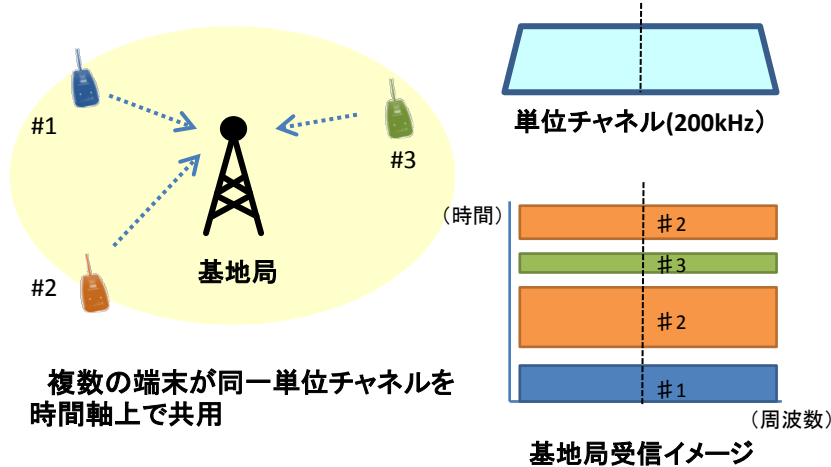 #1
#2
#3
基地局
複数の端末が同一単位チャネルを
時間軸上で共用
単位チャネル(200kHz）
（時間）
＃2
＃3
＃2
＃1
（周波数）
基地局受信イメージ